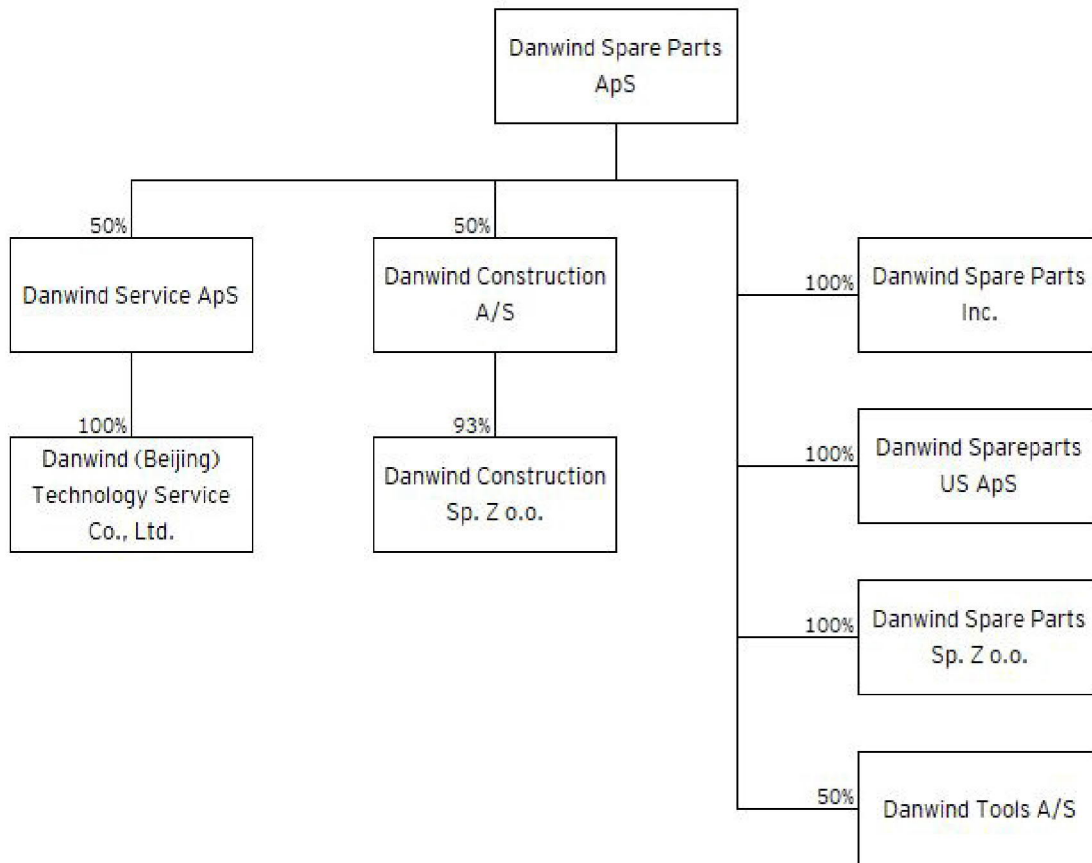 Danwind Spare Parts
ApS
50%
Danwind Service ApS
50%
Danwind Construction
A/S
100%
Danwind Spare Parts
Inc.
100%
Danwind (Beijing)
Technology Service
Co., Ltd.
93%
Danwind Construction
Sp. Z o.o.
100%
Danwind Spareparts
US ApS
100%
Danwind Spare Parts
Sp. Z o.o.
50%
Danwind Tools A/S